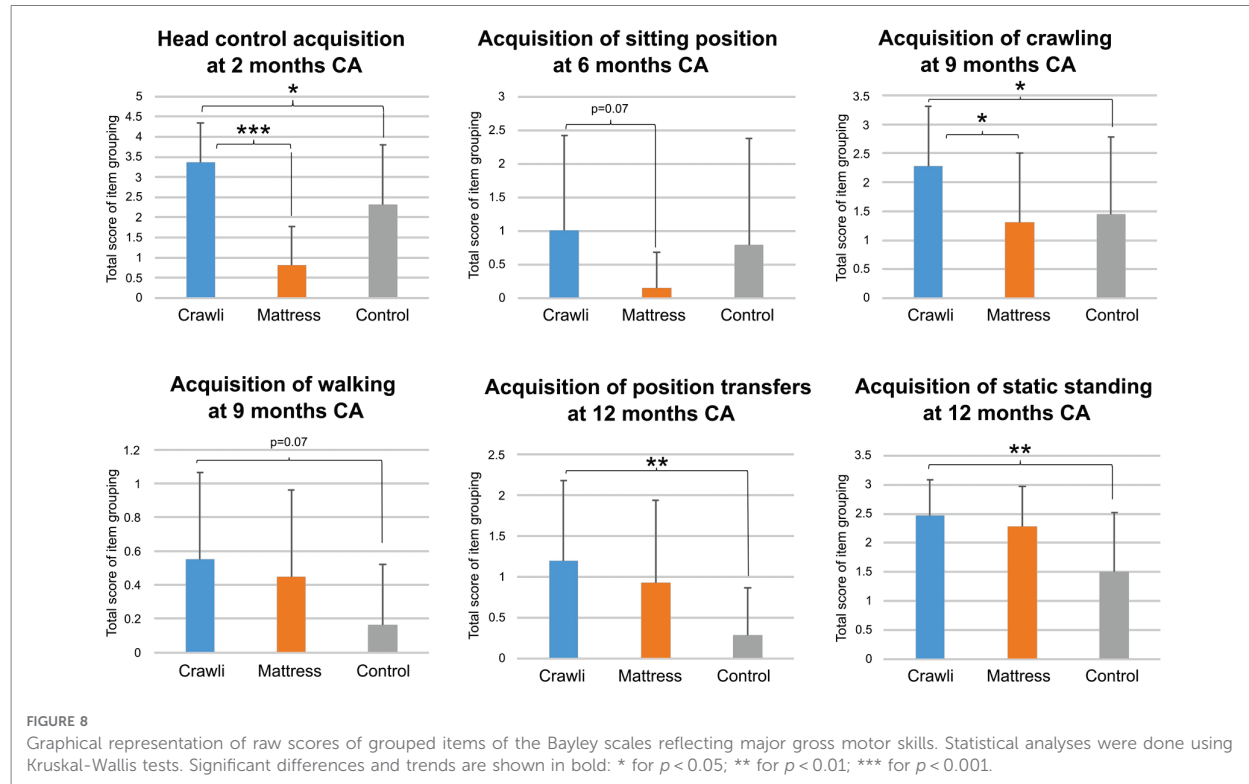 Head control acquisition
at 2 months CA
Total score of item grouping
5
4.5
4
3.5
3
2.5
2
1.5
1
0.5
0
*
***
Crawli Mattress Control
Acquisition of sitting position
at 6 months CA
Total score of item grouping
3
2.5
2
1.5
1
0.5
0
p=0.07
Crawli Mattress Control
Acquisition of crawling
at 9 months CA
Total score of item grouping
3.5
3
2.5
2
1.5
1
0.5
0
*
*
Crawli Mattress Control
Acquisition of walking
at 9 months CA
Total score of item grouping
1.2
1
0.8
0.6
0.4
0.2
0
p=0.07
Crawli Mattress Control
Acquisition of position transfers
at 12 months CA
Total score of item grouping
2.5
2
1.5
1
0.5
0
**
Crawli Mattress Control
Acquisition of static standing
at 12 months CA
Total score of item grouping
3.5
3
2.5
2
1.5
1
0.5
0
**
Crawli Mattress Control
FIGURE 8
Graphical representation of raw scores of grouped items of the Bayley scales reflecting major gross motor skills. Statistical analyses were done using
Kruskal-Wallis tests. Significant differences and trends are shown in bold: * for p < 0.05; ** for p < 0.01; *** for p < 0.001.